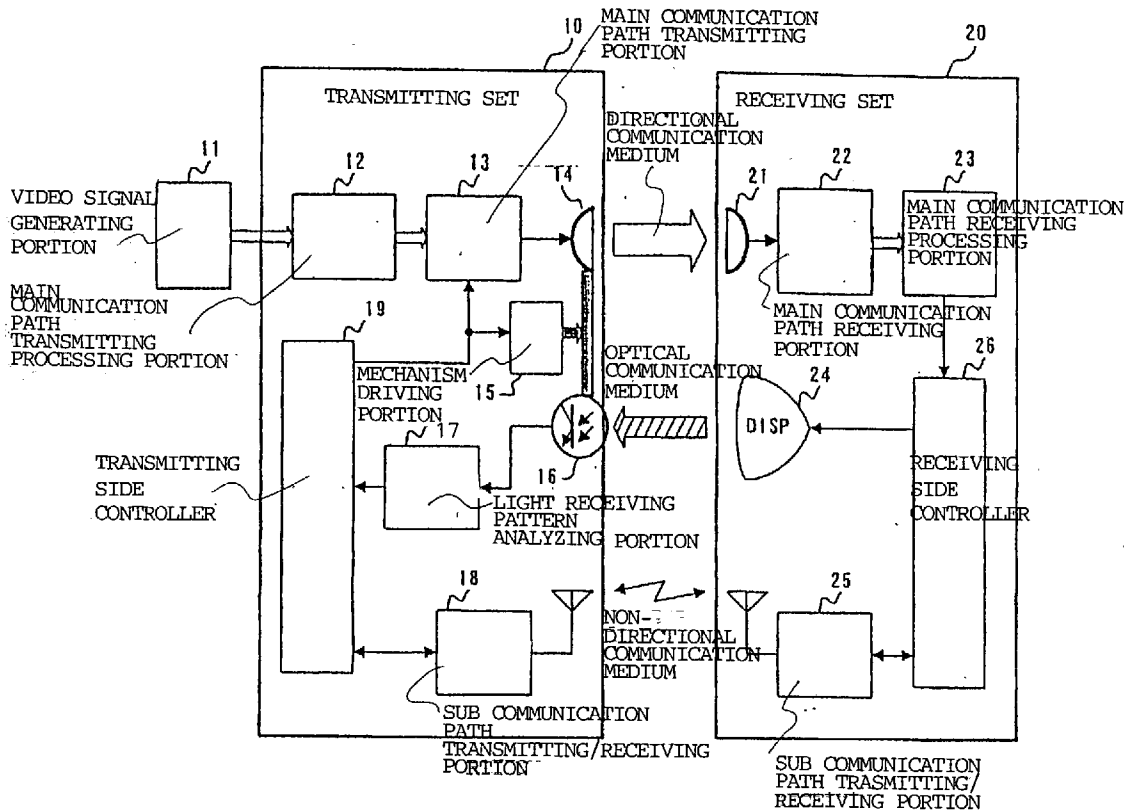 MAIN COMMUNICATION
PATH TRANSMITTING
PORTION
10
20
TRANSMITTING SET
RECEIVING SET
DIRECTIONAL
COMMUNICATION
MEDIUM
11
12
13
14
21
22
23
VIDEO SIGNAL
GENERATING
PORTION
MAIN COMMUNICATION
PATH RECEIVING
PROCESSING
PORTION
MAIN
COMMUNICATION
PATH
TRANSMITTING
PROCESSING PORTION
MAIN COMMUNICATION
PATH RECEIVING
PORTION
19
MECHANISM
DRIVING
PORTION
15
OPTICAL
COMMUNICATION
MEDIUM
24
26
DISP
17
16
TRANSMITTING
SIDE
CONTROLLER
RECEIVING
SIDE
CONTROLLER
LIGHT RECEIVING
PATTERN
ANALYZING PORTION
18
25
NON-
DIRECTIONAL
COMMUNICATION
MEDIUM
SUB COMMUNICATION
PATH
TRANSMITTING/RECEIVING
PORTION
SUB COMMUNICATION
PATH TRASMITTING/
RECEIVING PORTION